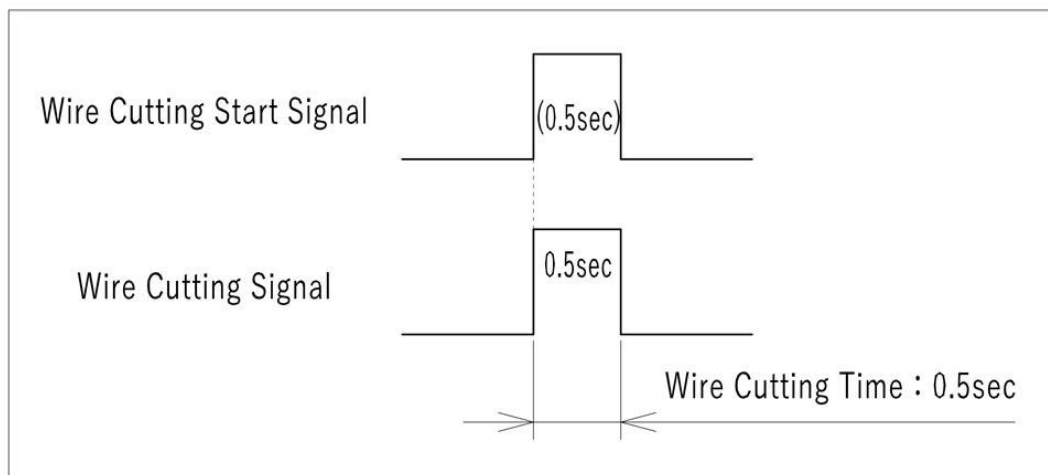 Wire Cutting Start Signal
(0.5sec)
Wire Cutting Signal
0.5sec
Wire Cutting Time：0.5sec